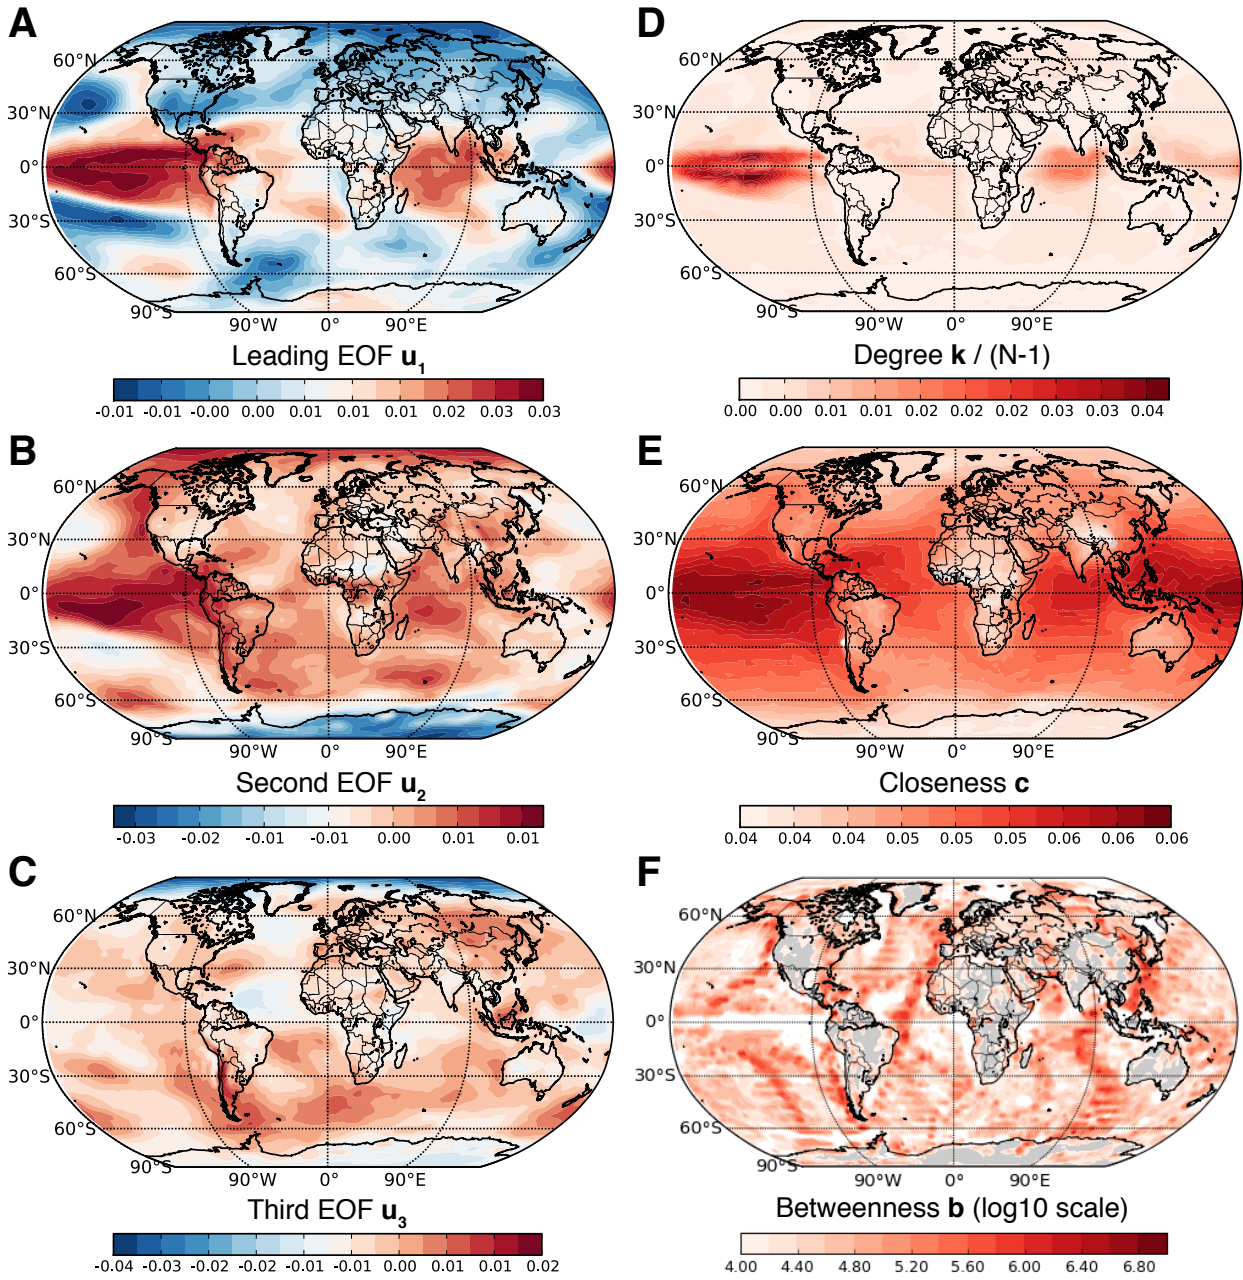 A
60°N
30°N
0°
30°S
60°S
90°S
90°W 0° 90°E
Leading EOF u1
-0.01 -0.01 -0.00 0.00 0.01 0.01 0.02 0.03 0.03
B
60°N
30°N
0°
30°S
60°S
90°S
90°W 0° 90°E
Second EOF u2
-0.03 -0.02 -0.01 -0.01 0.00 0.01 0.01
C
60°N
30°N
0°
30°S
60°S
90°S
90°W 0° 90°E
Third EOF u3
-0.04 -0.03 -0.02 -0.01 -0.01 0.00 0.01 0.02
D
60°N
30°N
0°
30°S
60°S
90°S
90°W 0° 90°E
Degree k / (N-1)
0.00 0.00 0.01 0.01 0.02 0.02 0.03 0.03 0.04
E
60°N
30°N
0°
30°S
60°S
90°S
90°W 0° 90°E
Closeness c
0.04 0.04 0.04 0.05 0.05 0.05 0.06 0.06 0.06
F
60°N
30°N
0°
30°S
60°S
90°S
90°W 0° 90°E
Betweenness b (log10 scale)
4.00 4.40 4.80 5.20 5.60 6.00 6.40 6.80